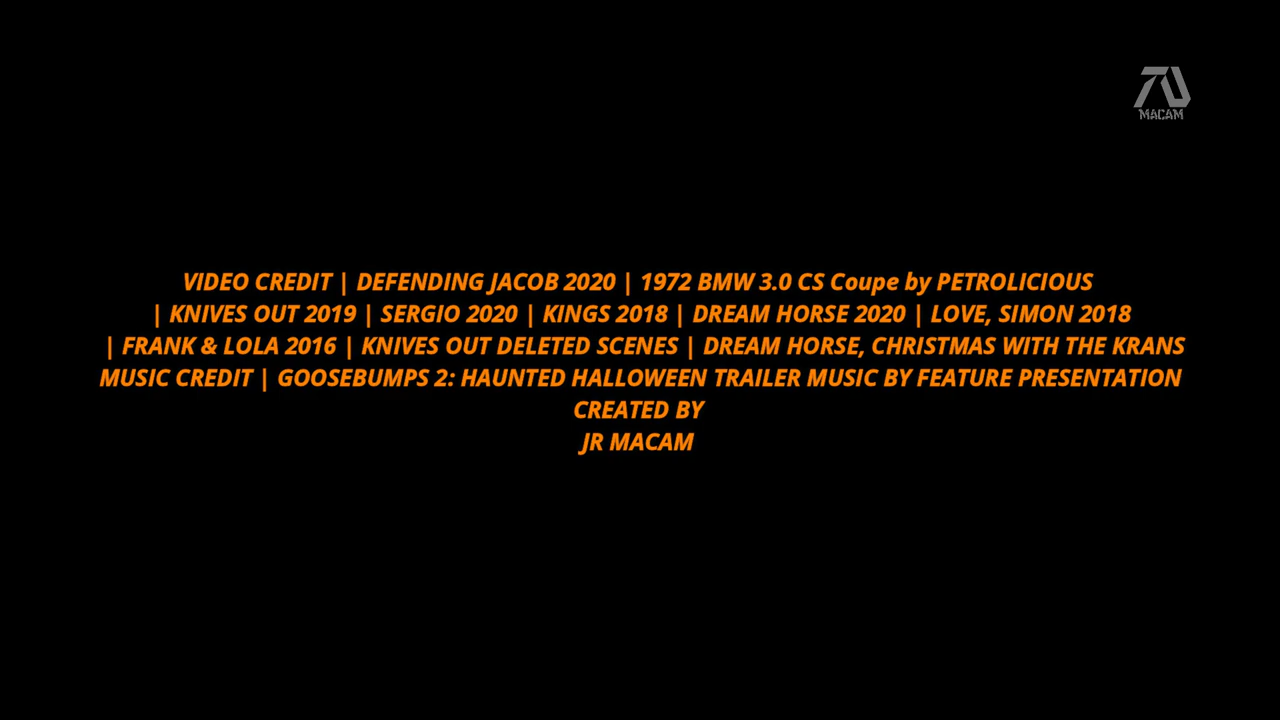 MACAM
VIDEO CREDIT | DEFENDING JACOB 2020 | 1972 BMW 3.0 CS Coupe by PETROLICIOUS
| KNIVES OUT 2019 | SERGIO 2020 | KINGS 2018 | DREAM HORSE 2020 | LOVE, SIMON 2018
| FRANK & LOLA 2016 | KNIVES OUT DELETED SCENES | DREAM HORSE, CHRISTMAS WITH THE KRANS
MUSIC CREDIT | GOOSEBUMPS 2: HAUNTED HALLOWEEN TRAILER MUSIC BY FEATURE PRESENTATION
CREATED BY
JR MACAM